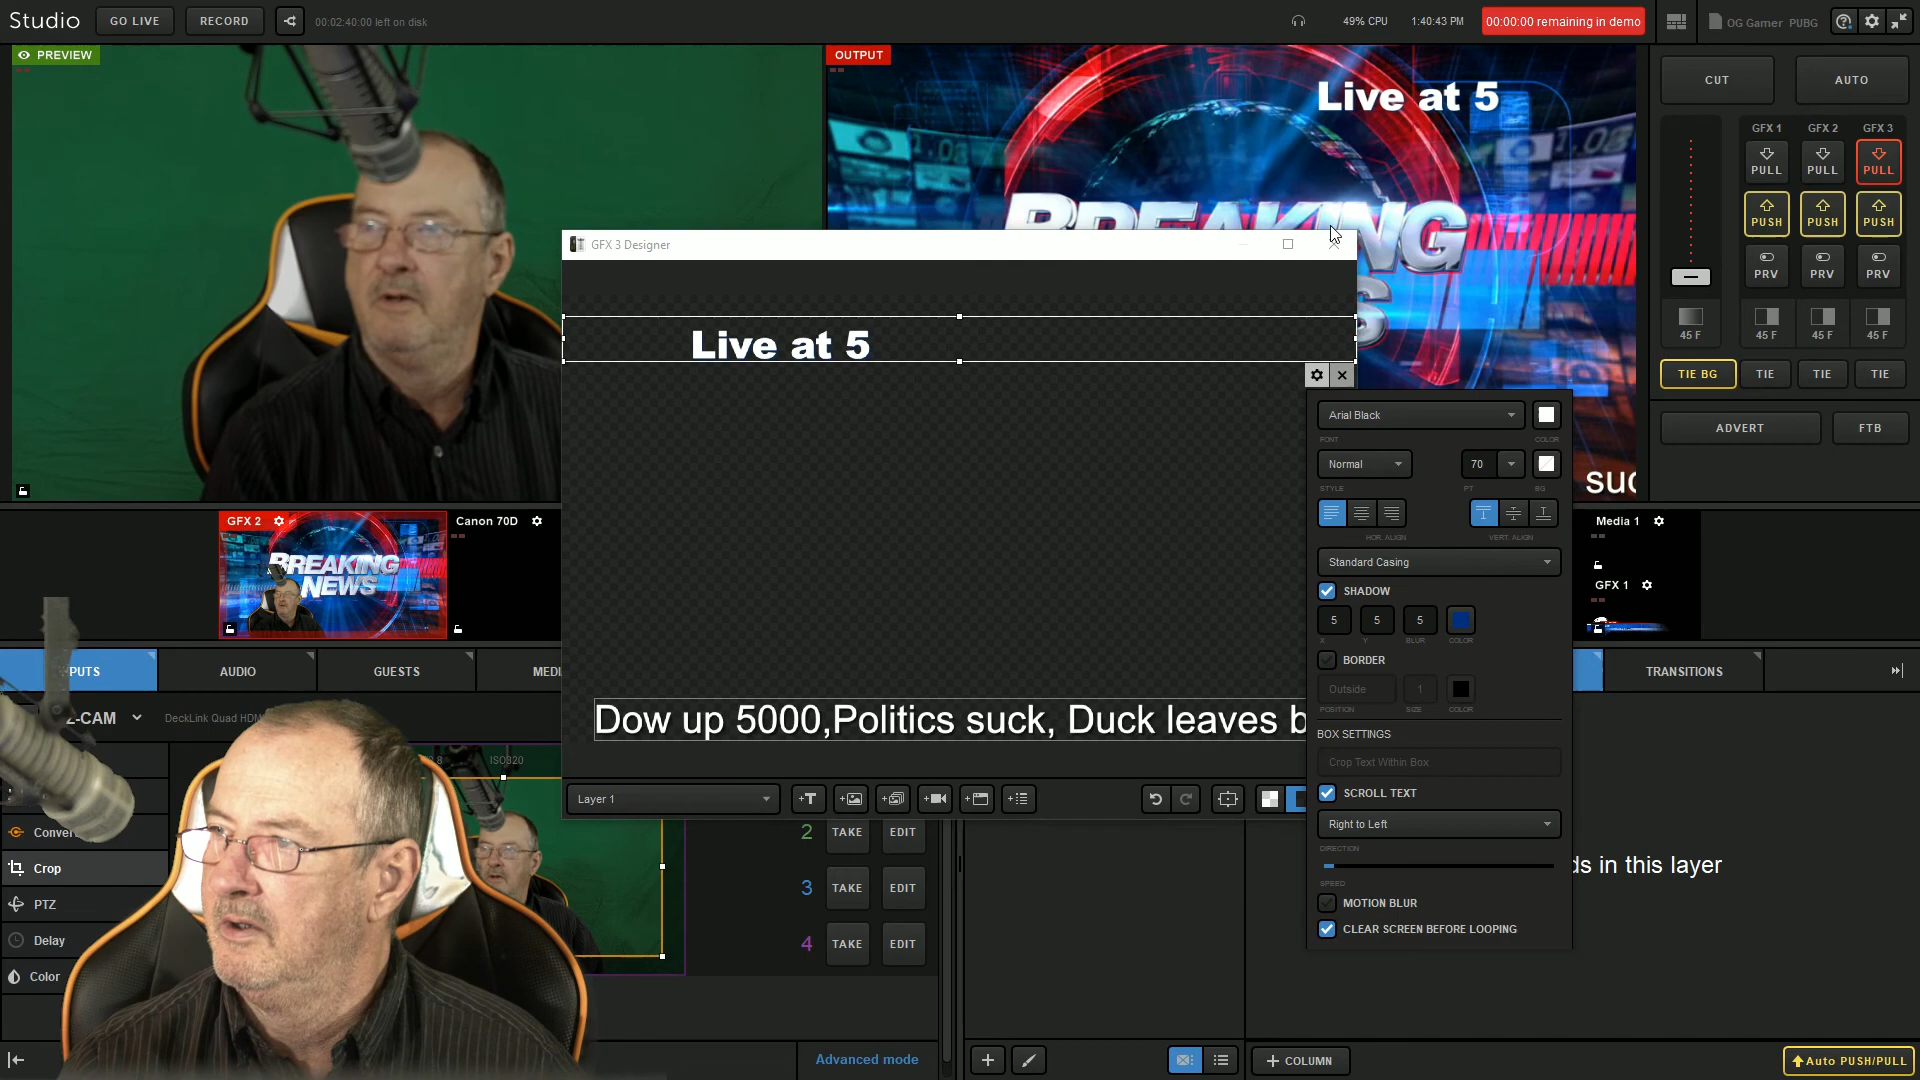 Studio
GO LIVE
RECORD
00:02:40:00 left on disk
49% CPU
1:40:43 PM
00:00:00 remaining in demo
OG Gamer PUBG
PREVIEW
OUTPUT
Live at 5
BREAKING
CUT
AUTO
GFX 1
GFX 2
GFX 3
PULL
PULL
PULL
PUSH
PUSH
PUSH
PRV
PRV
PRV
45 F
45 F
45 F
45 F
TIE BG
TIE
TIE
TIE
ADVERT
FTB
GFX 3 Designer
Live at 5
Dow up 5000,Politics suck, Duck leaves b
Layer 1
Arial Black
FONT
COLOR
Normal
70
STYLE
PT
BG
HOR. ALIGN
VERT. ALIGN
Standard Casing
SHADOW
5
5
5
X
Y
BLUR
COLOR
BORDER
Outside
1
POSITION
SIZE
COLOR
BOX SETTINGS
Crop Text Within Box
SCROLL TEXT
Right to Left
DIRECTION
SPEED
MOTION BLUR
CLEAR SCREEN BEFORE LOOPING
GFX 2
BREAKING
NEWS
Canon 70D
Media 1
GFX 1
AUDIO
GUESTS
TRANSITIONS
DeckLink Quad HDM
ISO320
Crop
PTZ
Delay
Color
2
TAKE
EDIT
3
TAKE
EDIT
4
TAKE
EDIT
ds in this layer
Advanced mode
COLUMN
Auto PUSH/PULL